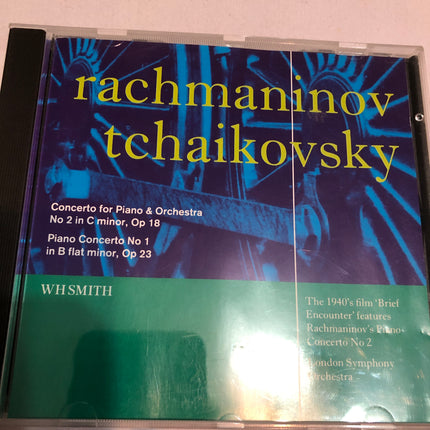 rachmaninov
tchaikovsky
Concerto for Piano & Orchestra
No 2 in C minor, Op 18
Piano Concerto No 1
in B flat minor, Op 23
WHSMITH
The 1940's film 'Brief
Encounter' features
Rachmaninov's Piano
Concerto No 2
London Symphony
Orchestra